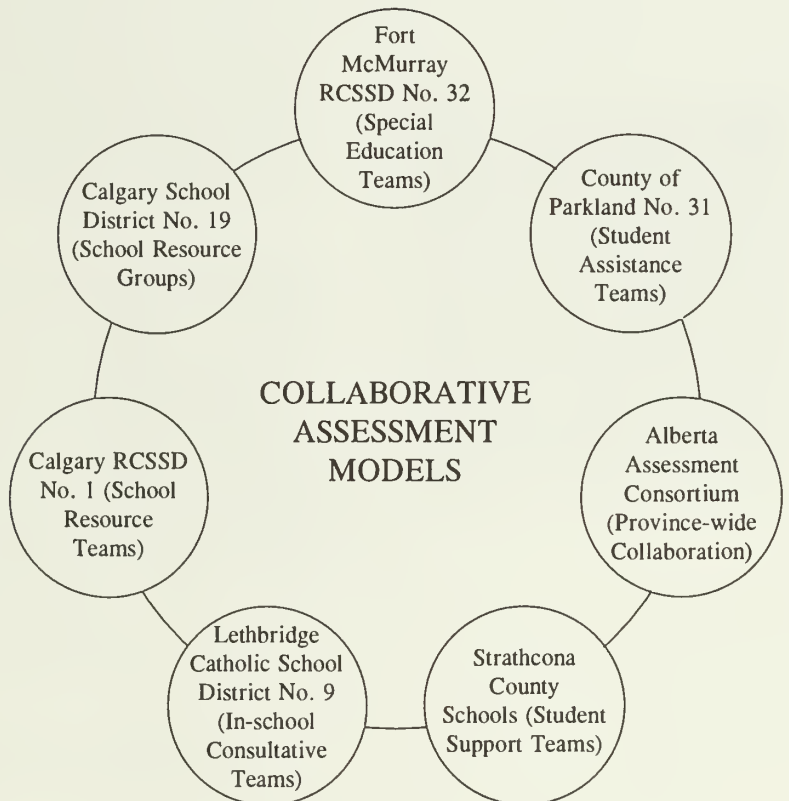 Fort
McMurray
RCSSD No. 32
(Special
Education
Teams)
County of
Parkland No. 31
(Student
Assistance
Teams)
Alberta
Assessment
Consortium
(Province-wide
Collaboration)
Strathcona
County
Schools (Student
Support Teams)
Lethbridge
Catholic School
District No. 9
(In-school
Consultative
Teams)
Calgary RCSSD
No. 1 (School
Resource
Teams)
Calgary School
District No. 19
(School Resource
Groups)
COLLABORATIVE
ASSESSMENT
MODELS